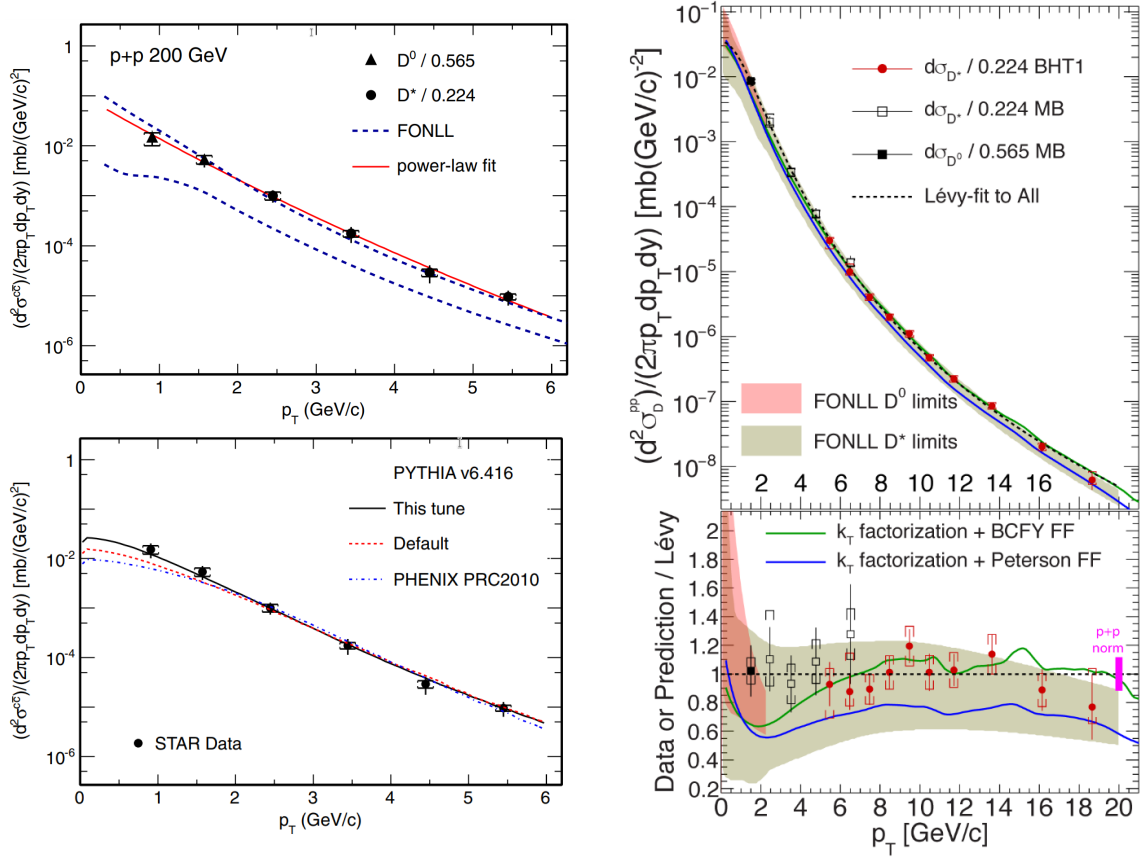 p+p 200 GeV
D⁰ / 0.565
D* / 0.224
FONLL
power-law fit
(d²σ^cc̄)/(2πp_T dp_T dy) [mb/(GeV/c)²]
1
10⁻²
10⁻⁴
10⁻⁶
0 1 2 3 4 5 6
p_T (GeV/c)
PYTHIA v6.416
This tune
Default
PHENIX PRC2010
STAR Data
(d²σ^cc̄)/(2πp_T dp_T dy) [mb/(GeV/c)²]
1
10⁻²
10⁻⁴
10⁻⁶
0 1 2 3 4 5 6
p_T (GeV/c)
dσ_D* / 0.224 BHT1
dσ_D* / 0.224 MB
dσ_D⁰ / 0.565 MB
Lévy-fit to All
FONLL D⁰ limits
FONLL D* limits
(d²σ_D^pp)/(2πp_T dp_T dy) [mb(GeV/c)⁻²]
10⁻¹
10⁻²
10⁻³
10⁻⁴
10⁻⁵
10⁻⁶
10⁻⁷
10⁻⁸
2 4 6 8 10 12 14 16
k_T factorization + BCFY FF
k_T factorization + Peterson FF
p+p
norm
Data or Prediction / Lévy
2
1.8
1.6
1.4
1.2
1
0.8
0.6
0.4
0.2
0 2 4 6 8 10 12 14 16 18 20
p_T [GeV/c]